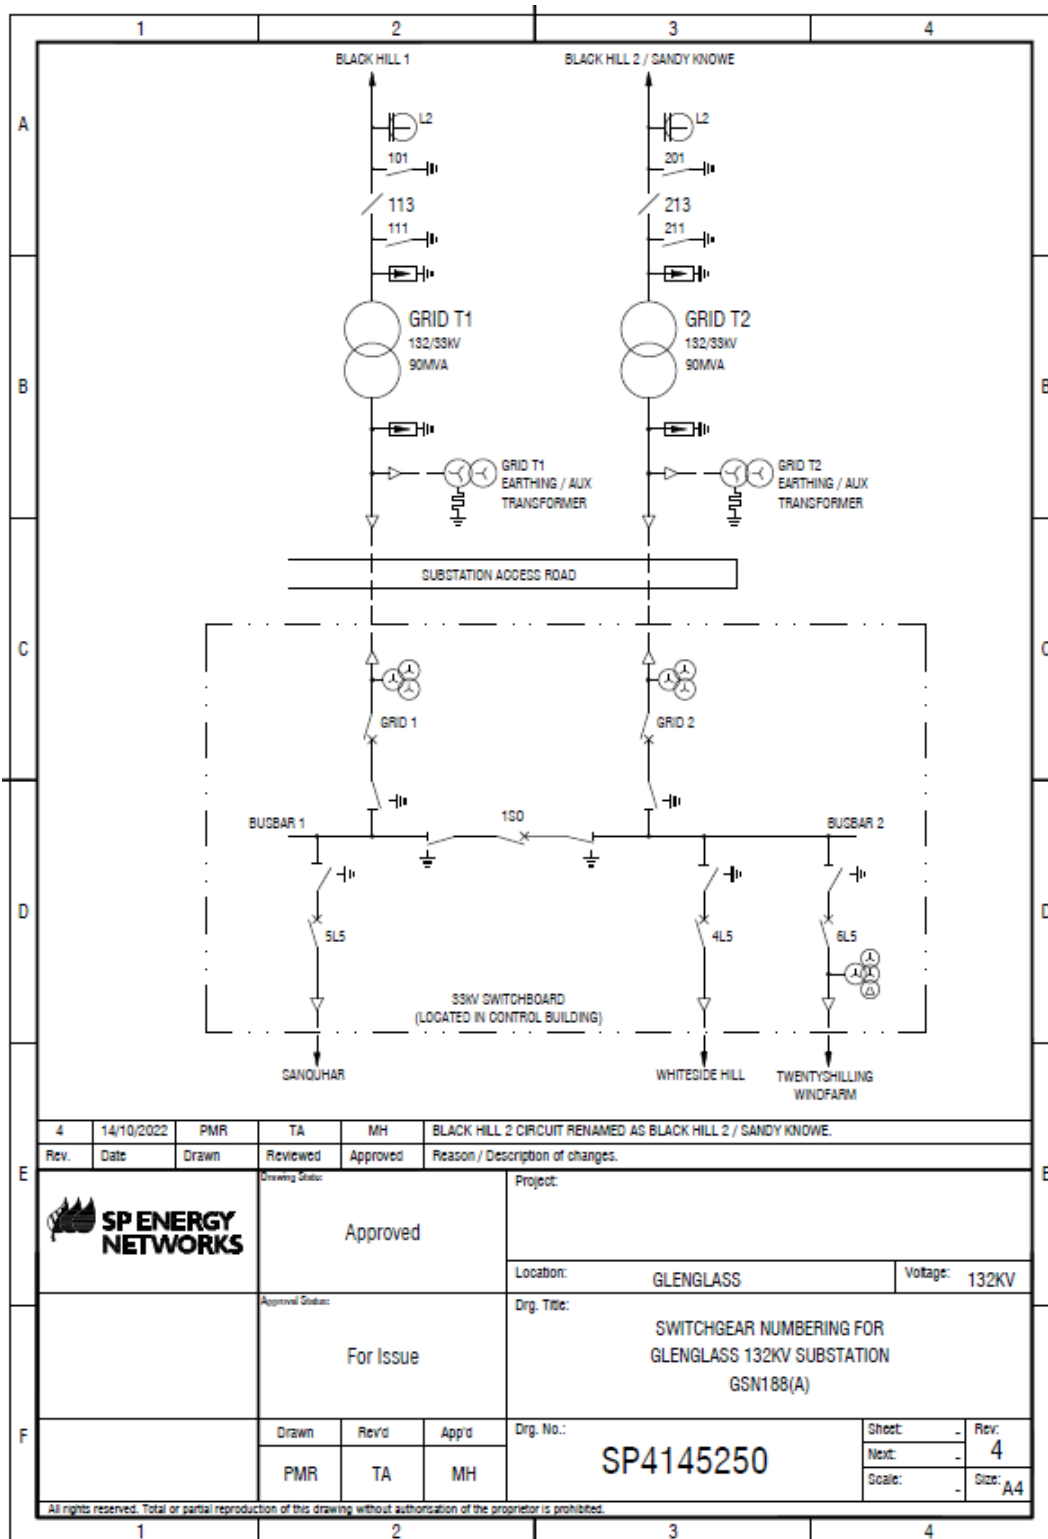 1 2 3 4
BLACK HILL 1 BLACK HILL 2 / SANDY KNOWE
A
L2 L2
101 201
113 213
111 211
GRID T1 GRID T2
132/33kV 132/33kV
90MVA 90MVA
B B
GRID T1 GRID T2
EARTHING / AUX EARTHING / AUX
TRANSFORMER TRANSFORMER
SUBSTATION ACCESS ROAD
C C
GRID 1 GRID 2
BUSBAR 1 1S0 BUSBAR 2
D D
5L5 4L5 6L5
33kV SWITCHBOARD
(LOCATED IN CONTROL BUILDING)
SANQUHAR WHITESIDE HILL TWENTYSHILLING
WINDFARM
4 14/10/2022 PMR TA MH BLACK HILL 2 CIRCUIT RENAMED AS BLACK HILL 2 / SANDY KNOWE.
Rev. Date Drawn Reviewed Approved Reason / Description of changes.
E E
Drawing Status: Project:
SP ENERGY
NETWORKS
Approved
Location: GLENGLASS Voltage: 132KV
Approval Status: Drg. Title:
SWITCHGEAR NUMBERING FOR
For Issue GLENGLASS 132KV SUBSTATION
GSN188(A)
F
Drawn Rev'd App'd Drg. No.: Sheet: - Rev:
SP4145250 Next: - 4
PMR TA MH Scale: - Size: A4
All rights reserved. Total or partial reproduction of this drawing without authorisation of the proprietor is prohibited.
1 2 3 4